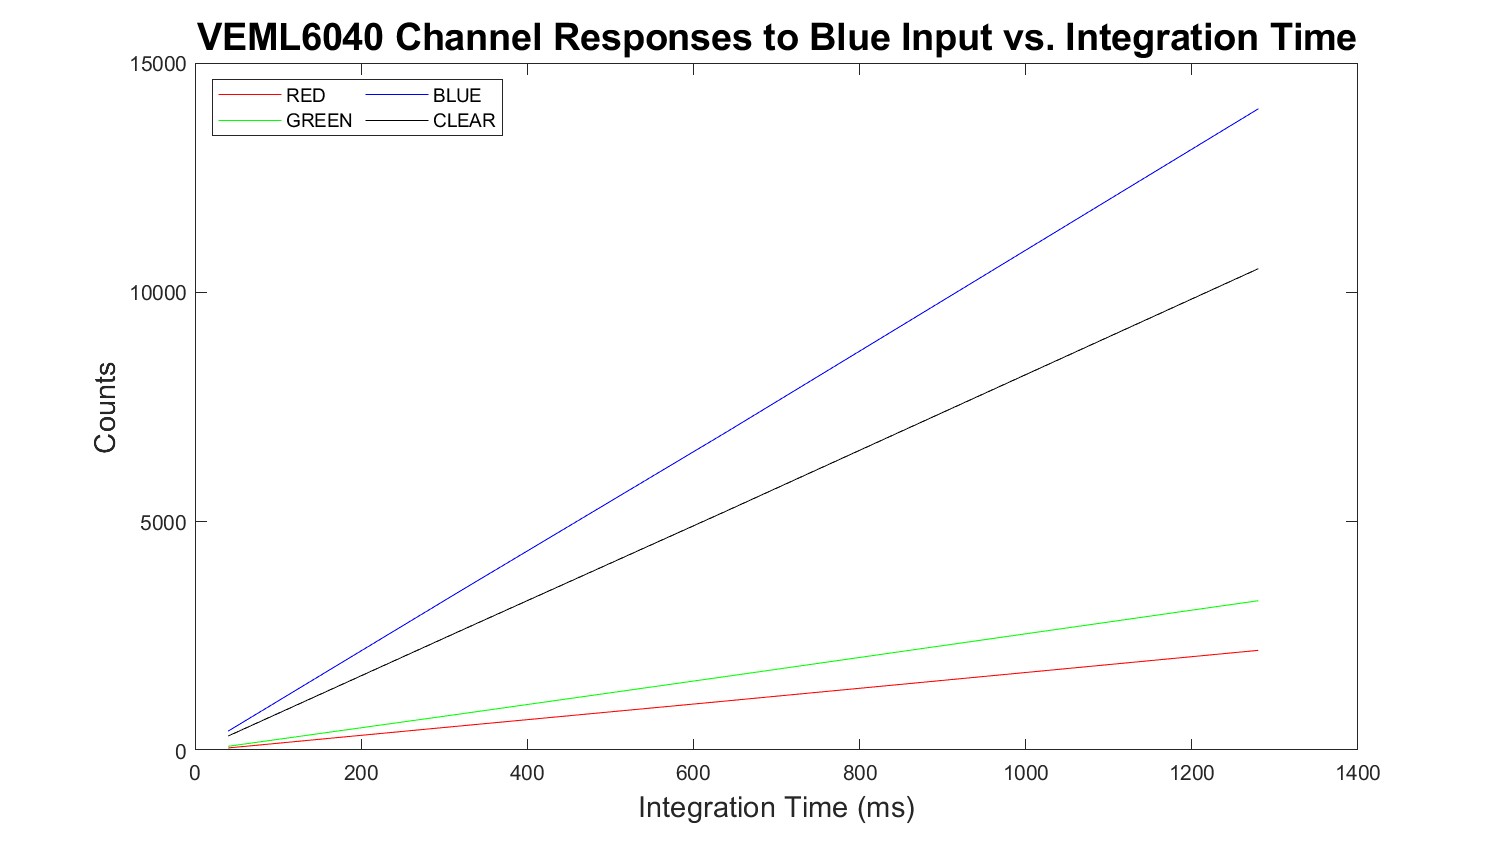 VEML6040 Channel Responses to Blue Input vs. Integration Time
RED BLUE
GREEN CLEAR
15000
10000
5000
0
Counts
0 200 400 600 800 1000 1200 1400
Integration Time (ms)